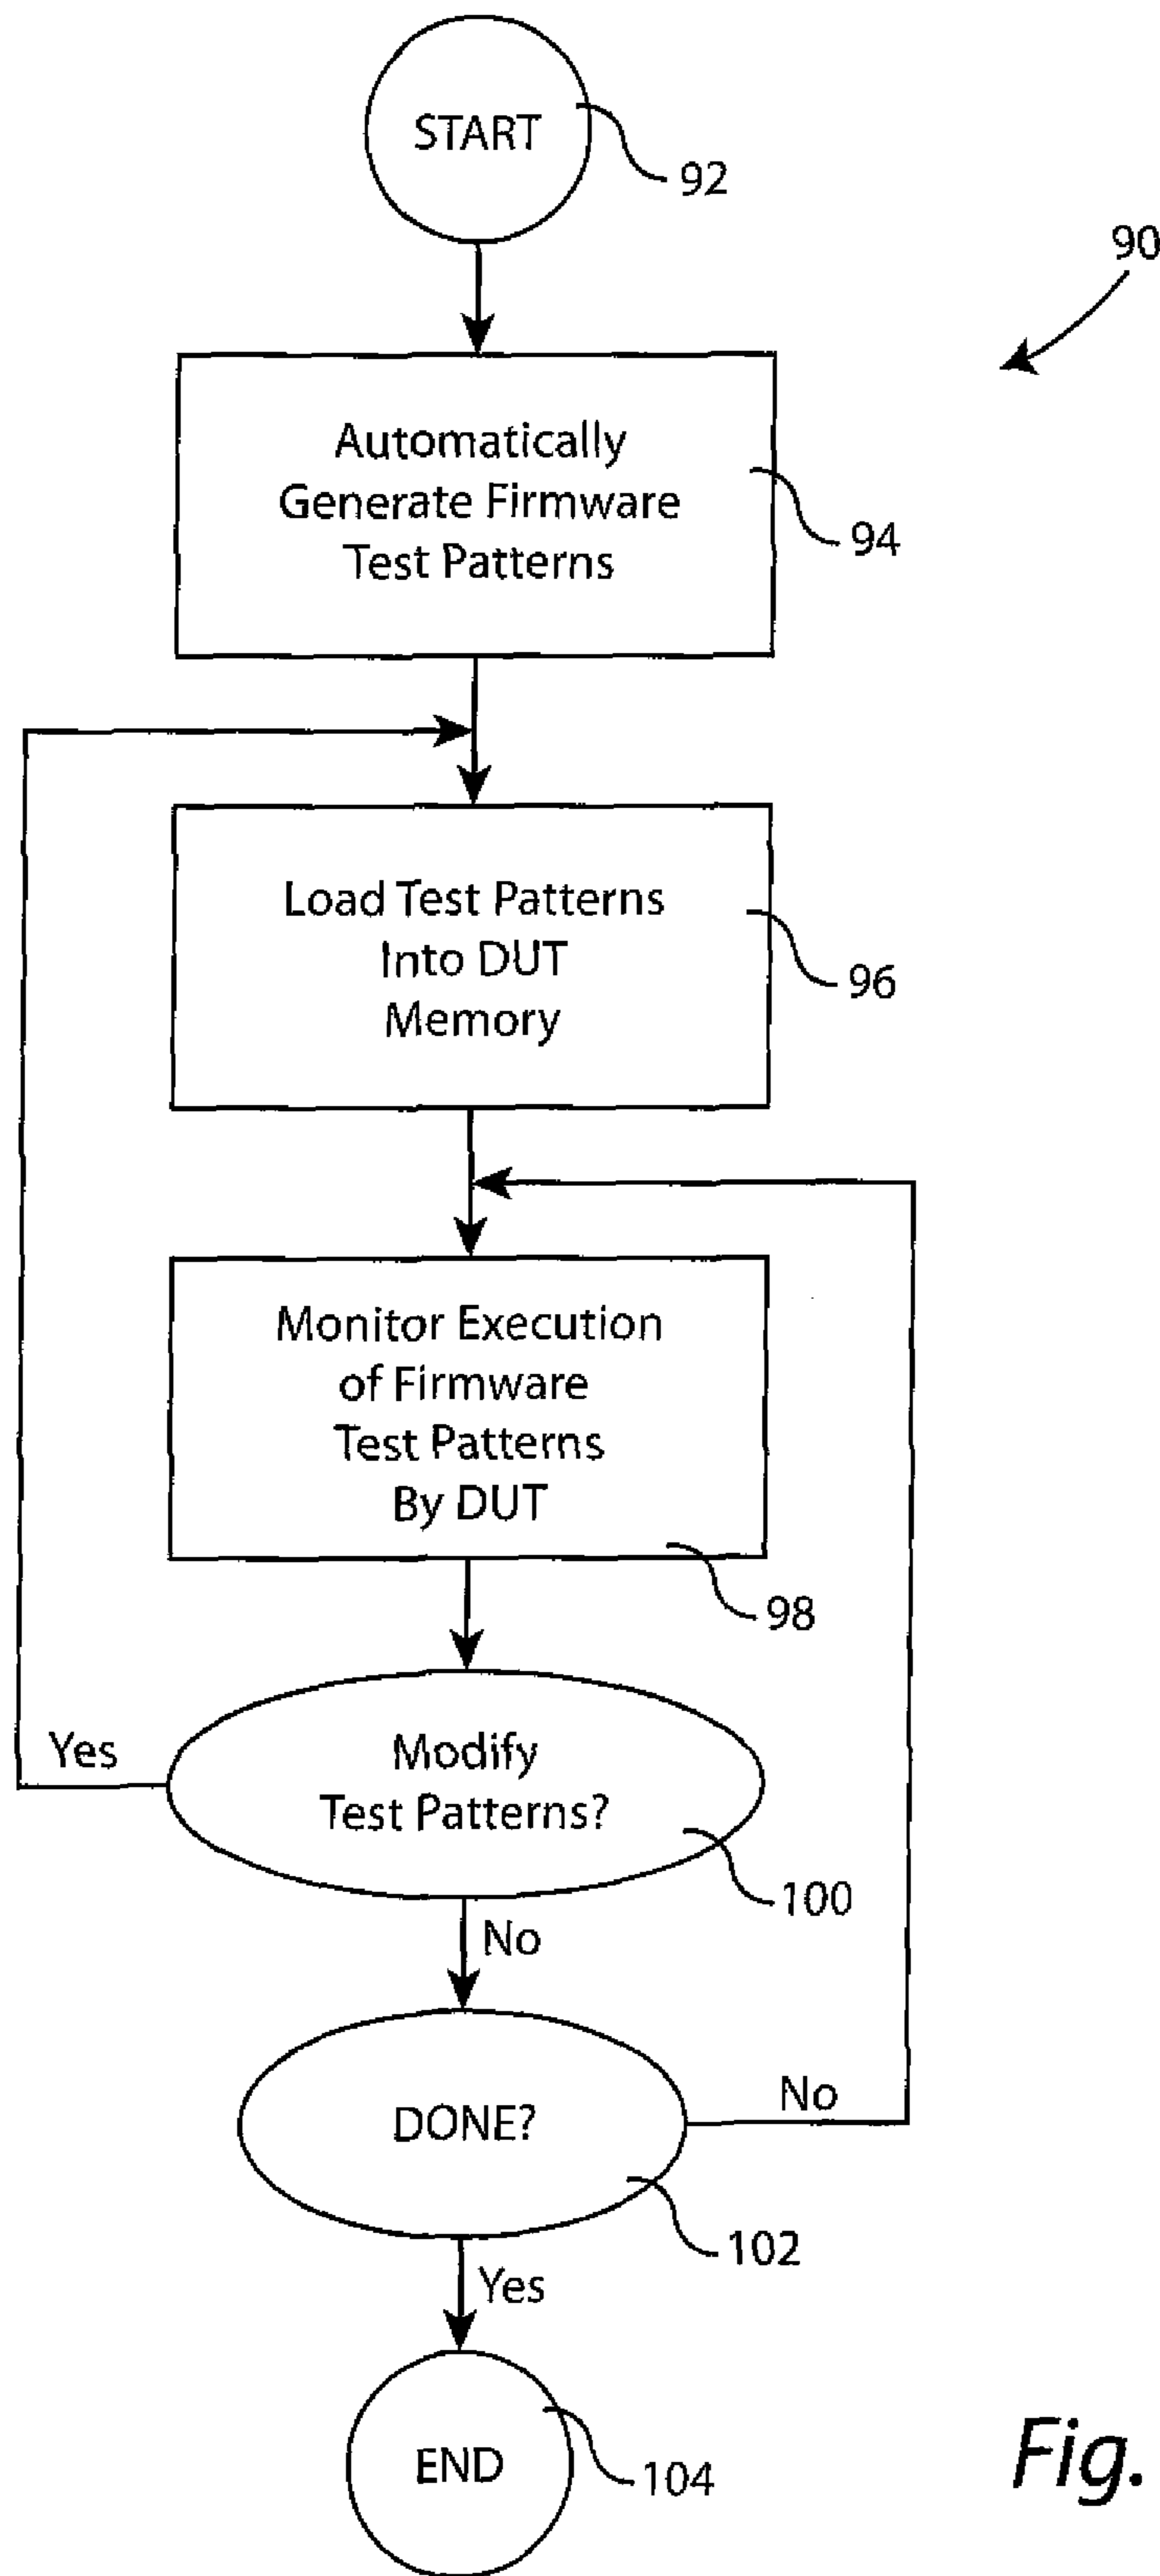 START
92
90
Automatically
Generate Firmware
Test Patterns
94
Load Test Patterns
Into DUT
Memory
96
Monitor Execution
of Firmware
Test Patterns
By DUT
98
Yes
Modify
Test Patterns?
100
No
DONE?
No
102
Yes
END
104
Fig.